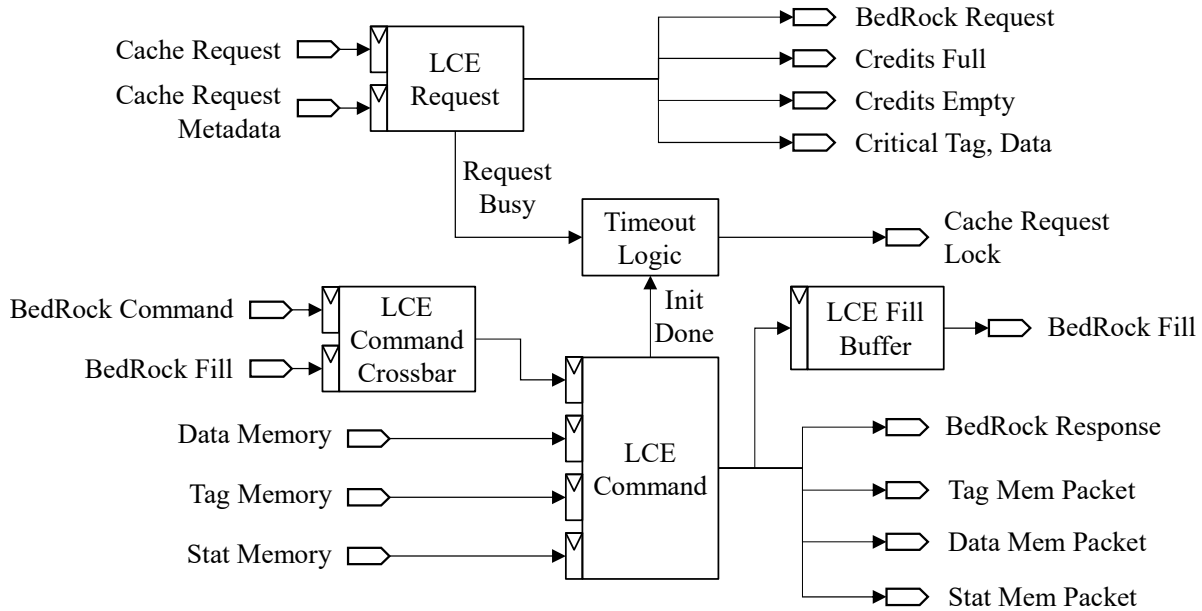 BedRock Request
Cache Request
LCE
Request
Credits Full
Cache Request
Metadata
Credits Empty
Critical Tag, Data
Request
Busy
Timeout
Logic
Cache Request
Lock
BedRock Command
BedRock Fill
LCE
Command
Crossbar
Init
Done
LCE Fill
Buffer
BedRock Fill
Data Memory
Tag Memory
Stat Memory
LCE
Command
BedRock Response
Tag Mem Packet
Data Mem Packet
Stat Mem Packet